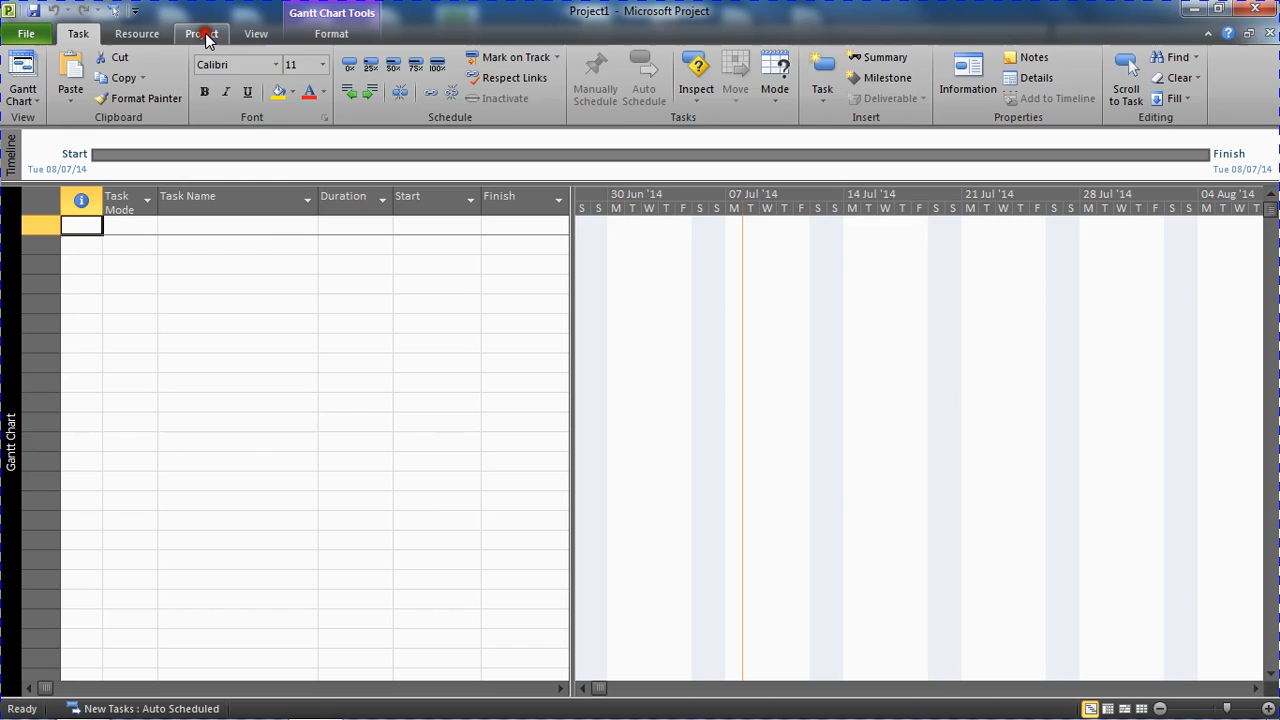 Gantt Chart Tools
Project1 - Microsoft Project
File Task Resource Project View Format
Gantt Chart
Paste
Cut
Copy
Format Painter
Calibri 11
B I U A
0% 25% 50% 75% 100%
Mark on Track
Respect Links
Inactivate
Manually Schedule
Auto Schedule
Inspect
Move
Mode
Task
Summary
Milestone
Deliverable
Information
Notes
Details
Add to Timeline
Scroll to Task
Find
Clear
Fill
View Clipboard Font Schedule Tasks Insert Properties Editing
Timeline
Start Finish
Tue 08/07/14 Tue 08/07/14
Task Mode Task Name Duration Start Finish
30 Jun '14 07 Jul '14 14 Jul '14 21 Jul '14 28 Jul '14 04 Aug '14
S S M T W T F S S M T W T F S S M T W T F S S M T W T F S S M T W T F S S M T W T
Gantt Chart
Ready New Tasks : Auto Scheduled